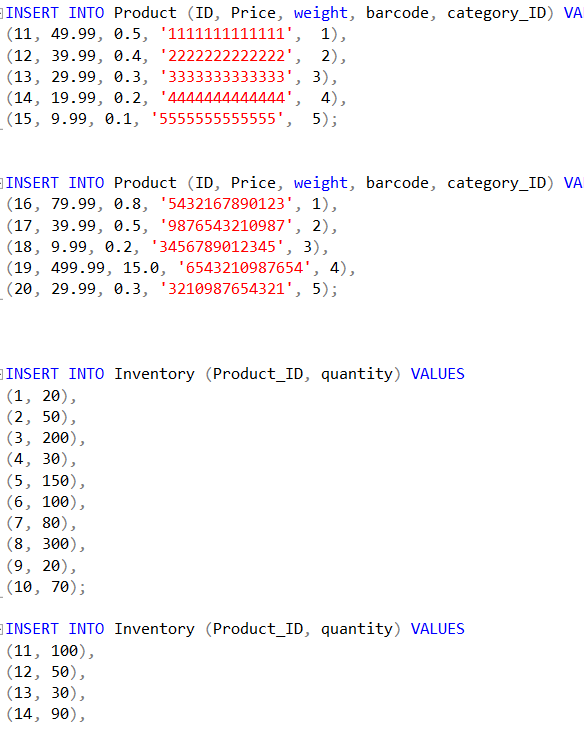 INSERT INTO Product (ID, Price, weight, barcode, category_ID) VA
(11, 49.99, 0.5, '1111111111111',  1),
(12, 39.99, 0.4, '2222222222222',  2),
(13, 29.99, 0.3, '3333333333333', 3),
(14, 19.99, 0.2, '4444444444444',  4),
(15, 9.99, 0.1, '5555555555555',  5);
INSERT INTO Product (ID, Price, weight, barcode, category_ID) VA
(16, 79.99, 0.8, '5432167890123', 1),
(17, 39.99, 0.5, '9876543210987', 2),
(18, 9.99, 0.2, '3456789012345', 3),
(19, 499.99, 15.0, '6543210987654', 4),
(20, 29.99, 0.3, '3210987654321', 5);
INSERT INTO Inventory (Product_ID, quantity) VALUES
(1, 20),
(2, 50),
(3, 200),
(4, 30),
(5, 150),
(6, 100),
(7, 80),
(8, 300),
(9, 20),
(10, 70);
INSERT INTO Inventory (Product_ID, quantity) VALUES
(11, 100),
(12, 50),
(13, 30),
(14, 90),